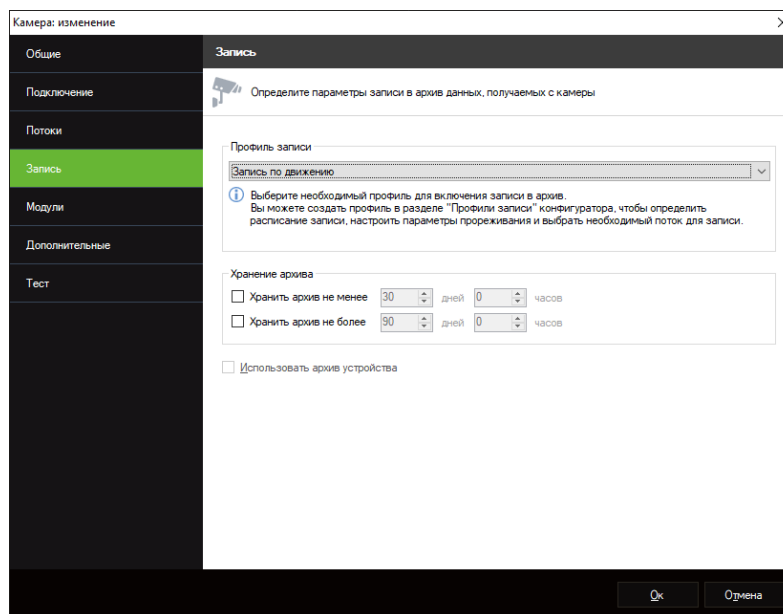 Камера: изменение
Общие
Подключение
Потоки
Запись
Модули
Дополнительные
Тест
Запись
Определите параметры записи в архив данных, получаемых с камеры
Профиль записи
Запись по движению
Выберите необходимый профиль для включения записи в архив.
Вы можете создать профиль в разделе "Профили записи" конфигуратора, чтобы определить
расписание записи, настроить параметры прореживания и выбрать необходимый поток для записи.
Хранение архива
Хранить архив не менее 30 дней 0 часов
Хранить архив не более 90 дней 0 часов
Использовать архив устройства
Ок Отмена